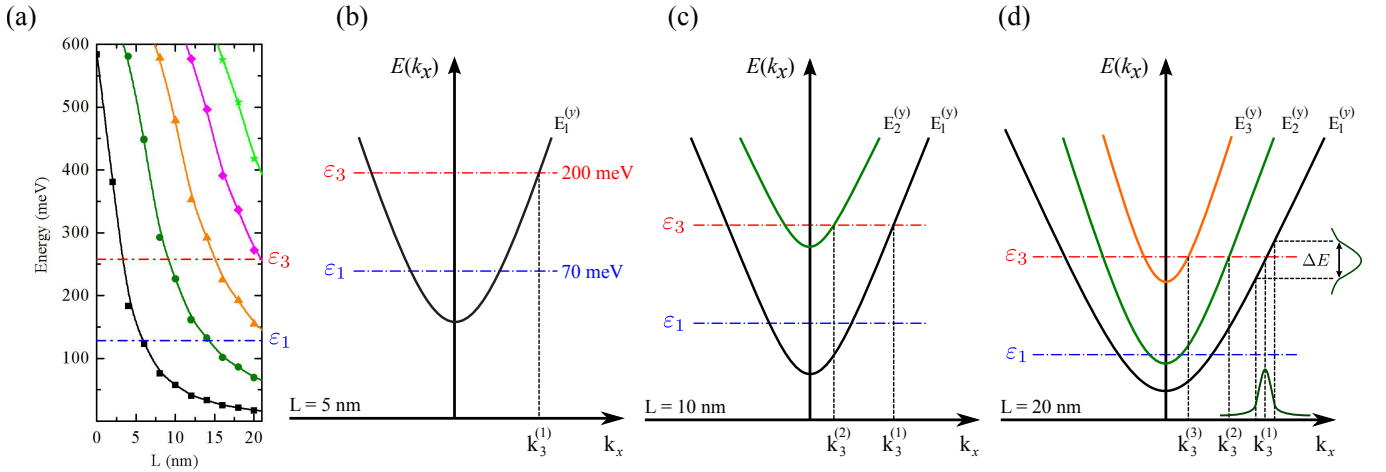 (a)
600
500
400
300
200
100
Energy (meV)
ε3
ε1
0
5
10
15
20
L (nm)
(b)
E(kx)
E1(y)
ε3
200 meV
ε1
70 meV
L = 5 nm
k3(1)
kx
(c)
E(kx)
E2(y)
E1(y)
ε3
ε1
L = 10 nm
k3(2)
k3(1)
kx
(d)
E(kx)
E3(y)
E2(y)
E1(y)
ε3
ΔE
ε1
L = 20 nm
k3(3)
k3(2)
k3(1)
kx